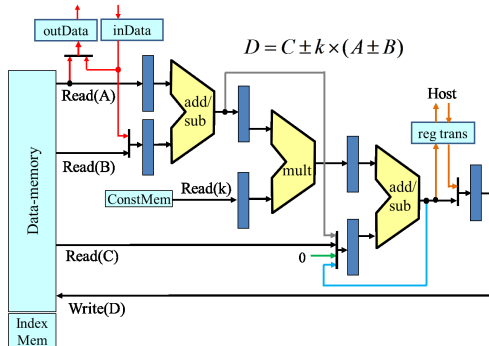 outData
inData
D = C ± k × (A ± B)
Read(A)
add/
sub
Host
reg trans
Read(B)
mult
Data-memory
ConstMem
Read(k)
add/
sub
Read(C)
0
Write(D)
Index
Mem